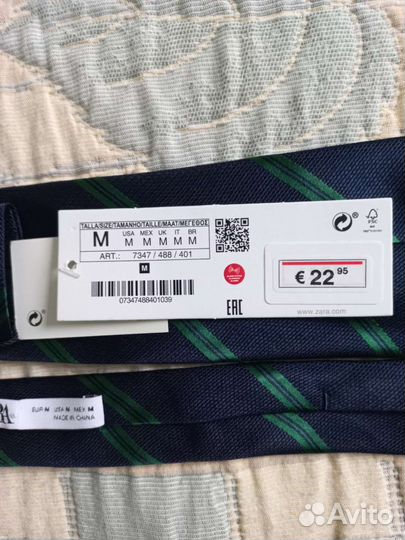 TALLA/SIZE/TAMANHO/TAILLE/MAAT/ΜΕΓΕΘΟΣ
M USA MEX UK IT BR
M M M M M
ART.: 7347 / 488 / 401
M
07347488401039
FSC
€ 22 95
EAC
www.zara.com
EUR M USA M MEX M
MADE IN CHINA
Avito